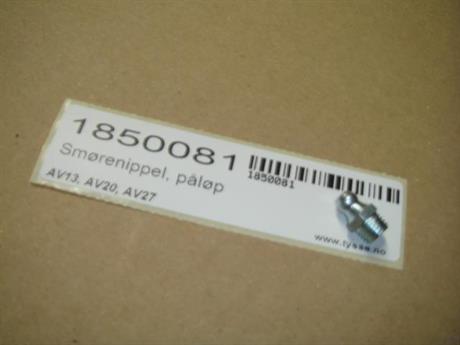 1850081
Smørenippel, påløp
1850081
AV13, AV20, AV27
www.tysse.no